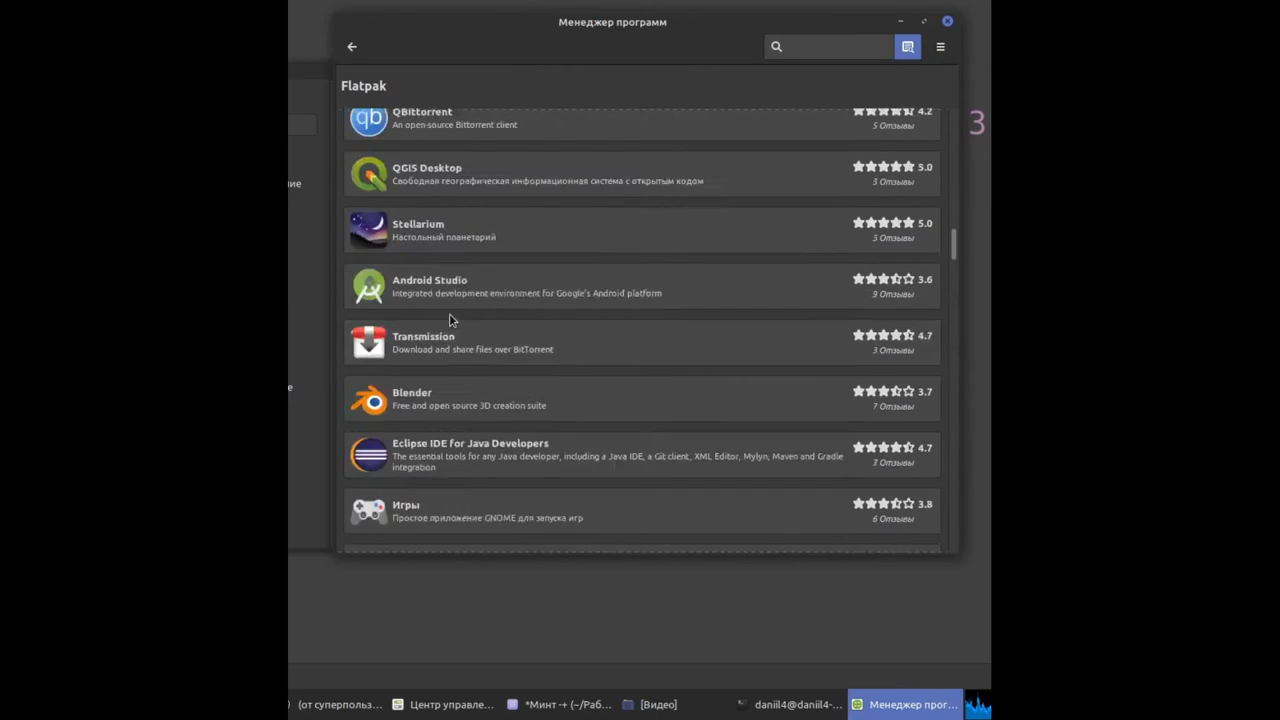 Менеджер программ
Flatpak
QBittorrent
4.2
An open-source Bittorrent client
5 Отзывы
3
QGIS Desktop
5.0
Свободная географическая информационная система с открытым кодом
3 Отзывы
ние
Stellarium
5.0
Настольный планетарий
3 Отзывы
Android Studio
3.6
Integrated development environment for Google's Android platform
9 Отзывы
Transmission
4.7
Download and share files over BitTorrent
3 Отзывы
е
Blender
3.7
Free and open source 3D creation suite
7 Отзывы
Eclipse IDE for Java Developers
4.7
The essential tools for any Java developer, including a Java IDE, a Git client, XML Editor, Mylyn, Maven and Gradle
integration
3 Отзывы
Игры
3.8
Простое приложение GNOME для запуска игр
6 Отзывы
(от суперпольз...
Центр управле...
*Минт -+ (~/Раб...
[Видео]
daniil4@daniil4-...
Менеджер прог...